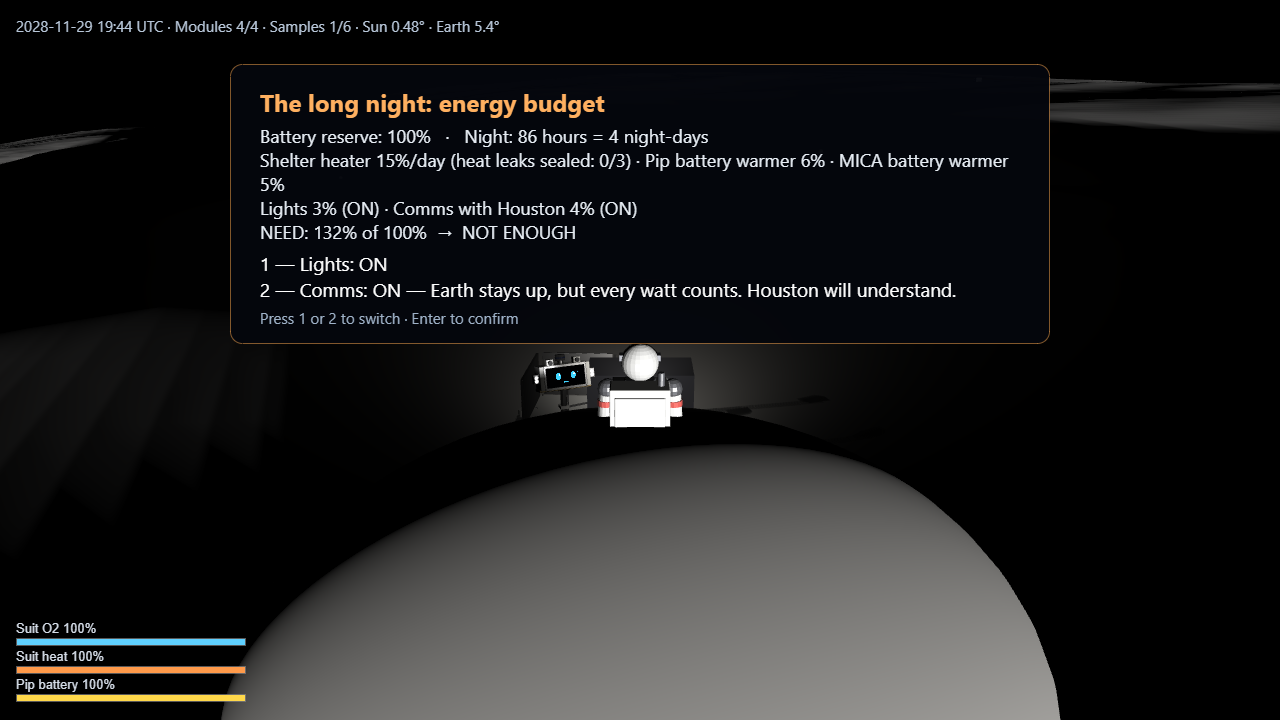 2028-11-29 19:44 UTC · Modules 4/4 · Samples 1/6 · Sun 0.48° · Earth 5.4°
The long night: energy budget
Battery reserve: 100%  ·  Night: 86 hours = 4 night-days
Shelter heater 15%/day (heat leaks sealed: 0/3) · Pip battery warmer 6% · MICA battery warmer
5%
Lights 3% (ON) · Comms with Houston 4% (ON)
NEED: 132% of 100% → NOT ENOUGH
1 — Lights: ON
2 — Comms: ON — Earth stays up, but every watt counts. Houston will understand.
Press 1 or 2 to switch · Enter to confirm
Suit O2 100%
Suit heat 100%
Pip battery 100%